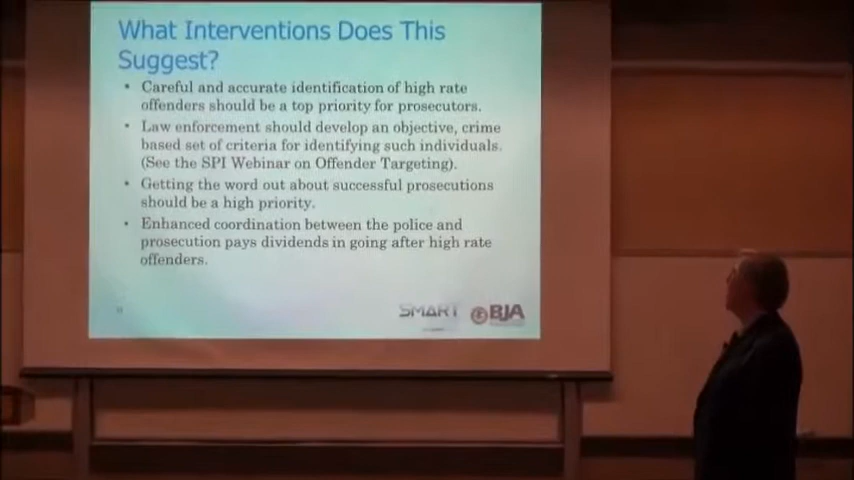 What Interventions Does This
Suggest?
• Careful and accurate identification of high rate
offenders should be a top priority for prosecutors.
• Law enforcement should develop an objective, crime
based set of criteria for identifying such individuals.
(See the SPI Webinar on Offender Targeting).
• Getting the word out about successful prosecutions
should be a high priority.
• Enhanced coordination between the police and
prosecution pays dividends in going after high rate
offenders.
SMART
BJA